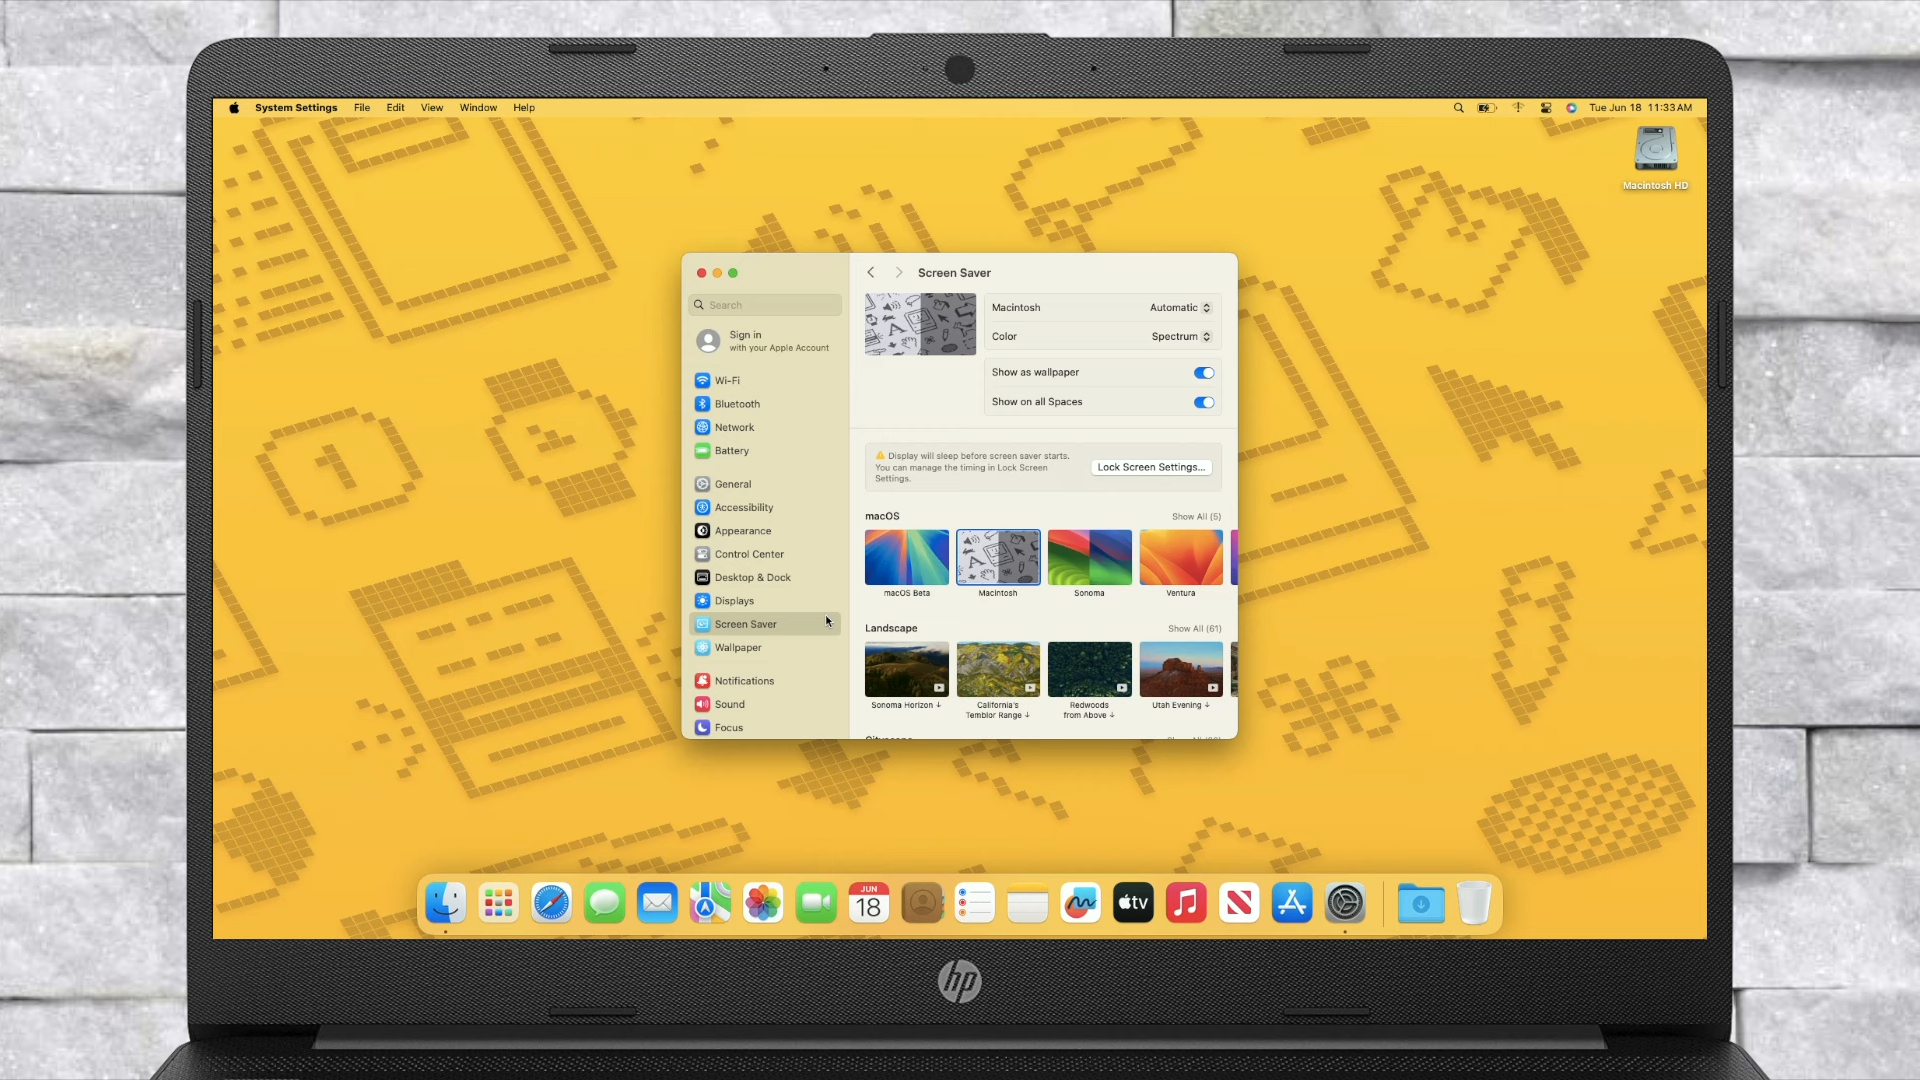 System Settings File Edit View Window Help
Tue Jun 18 11:33 AM
Macintosh HD
Screen Saver
Search
Sign in
with your Apple Account
Wi-Fi
Bluetooth
Network
Battery
General
Accessibility
Appearance
Control Center
Desktop & Dock
Displays
Screen Saver
Wallpaper
Notifications
Sound
Focus
Macintosh Automatic
Color Spectrum
Show as wallpaper
Show on all Spaces
Display will sleep before screen saver starts.
You can manage the timing in Lock Screen
Settings.
Lock Screen Settings...
macOS Show All (5)
macOS Beta Macintosh Sonoma Ventura
Landscape Show All (61)
Sonoma Horizon California's Redwoods Utah Evening
Temblor Range from Above
JUN
18
tv
hp